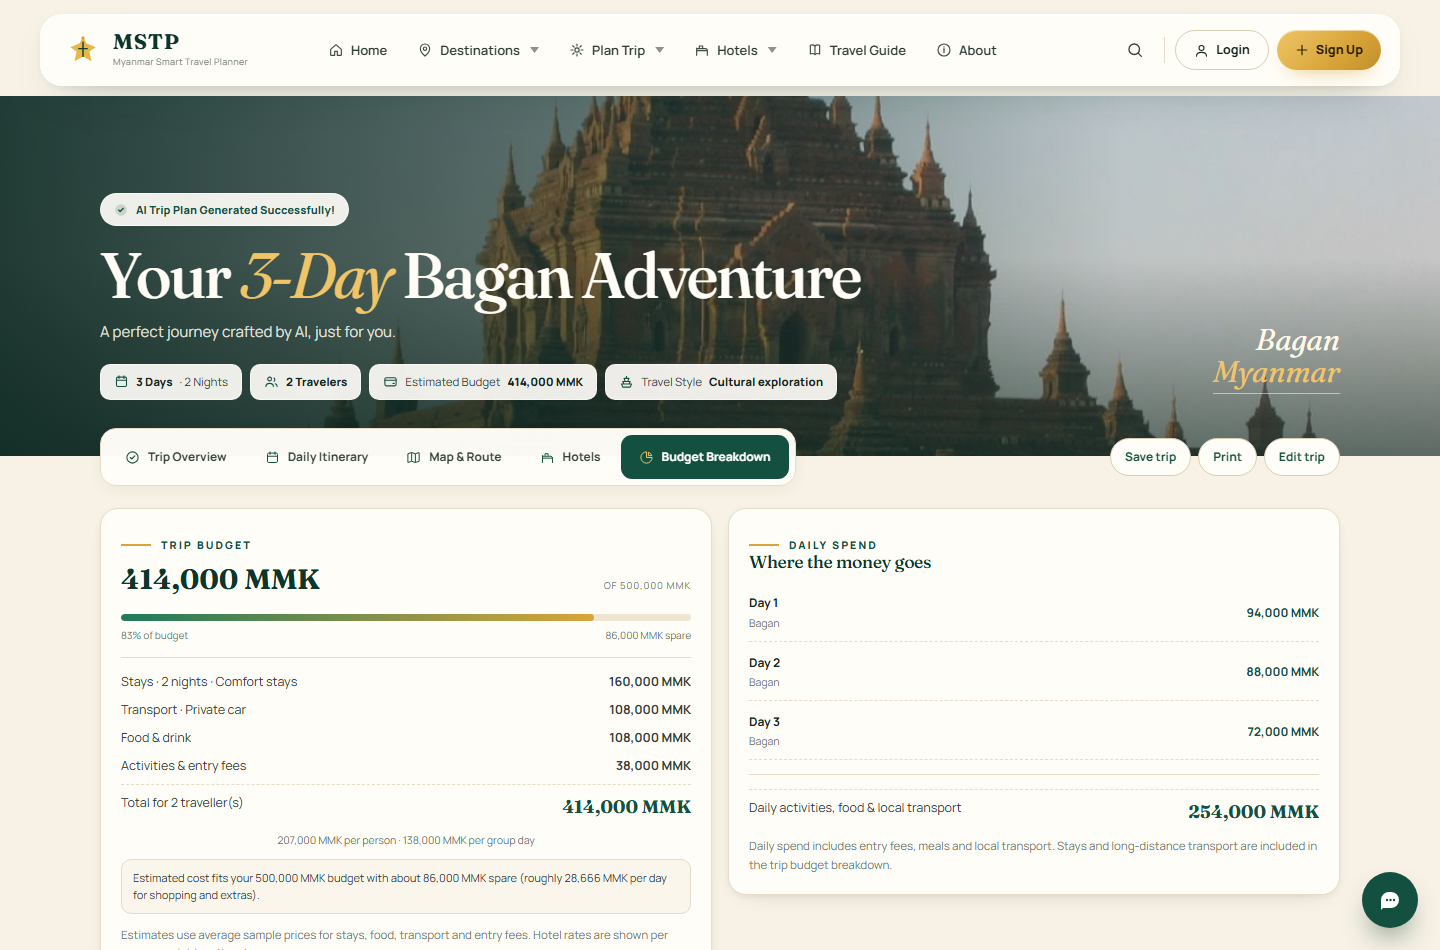 MSTP
Myanmar Smart Travel Planner
Home
Destinations
Plan Trip
Hotels
Travel Guide
About
Login
Sign Up
AI Trip Plan Generated Successfully!
Your 3-Day Bagan Adventure
A perfect journey crafted by AI, just for you.
3 Days · 2 Nights
2 Travelers
Estimated Budget 414,000 MMK
Travel Style Cultural exploration
Bagan
Myanmar
Trip Overview
Daily Itinerary
Map & Route
Hotels
Budget Breakdown
Save trip
Print
Edit trip
TRIP BUDGET
414,000 MMK
OF 500,000 MMK
83% of budget
86,000 MMK spare
Stays · 2 nights · Comfort stays
160,000 MMK
Transport · Private car
108,000 MMK
Food & drink
108,000 MMK
Activities & entry fees
38,000 MMK
Total for 2 traveller(s)
414,000 MMK
207,000 MMK per person · 138,000 MMK per group day
Estimated cost fits your 500,000 MMK budget with about 86,000 MMK spare (roughly 28,666 MMK per day
for shopping and extras).
Estimates use average sample prices for stays, food, transport and entry fees. Hotel rates are shown per
DAILY SPEND
Where the money goes
Day 1
Bagan
94,000 MMK
Day 2
Bagan
88,000 MMK
Day 3
Bagan
72,000 MMK
Daily activities, food & local transport
254,000 MMK
Daily spend includes entry fees, meals and local transport. Stays and long-distance transport are included in
the trip budget breakdown.